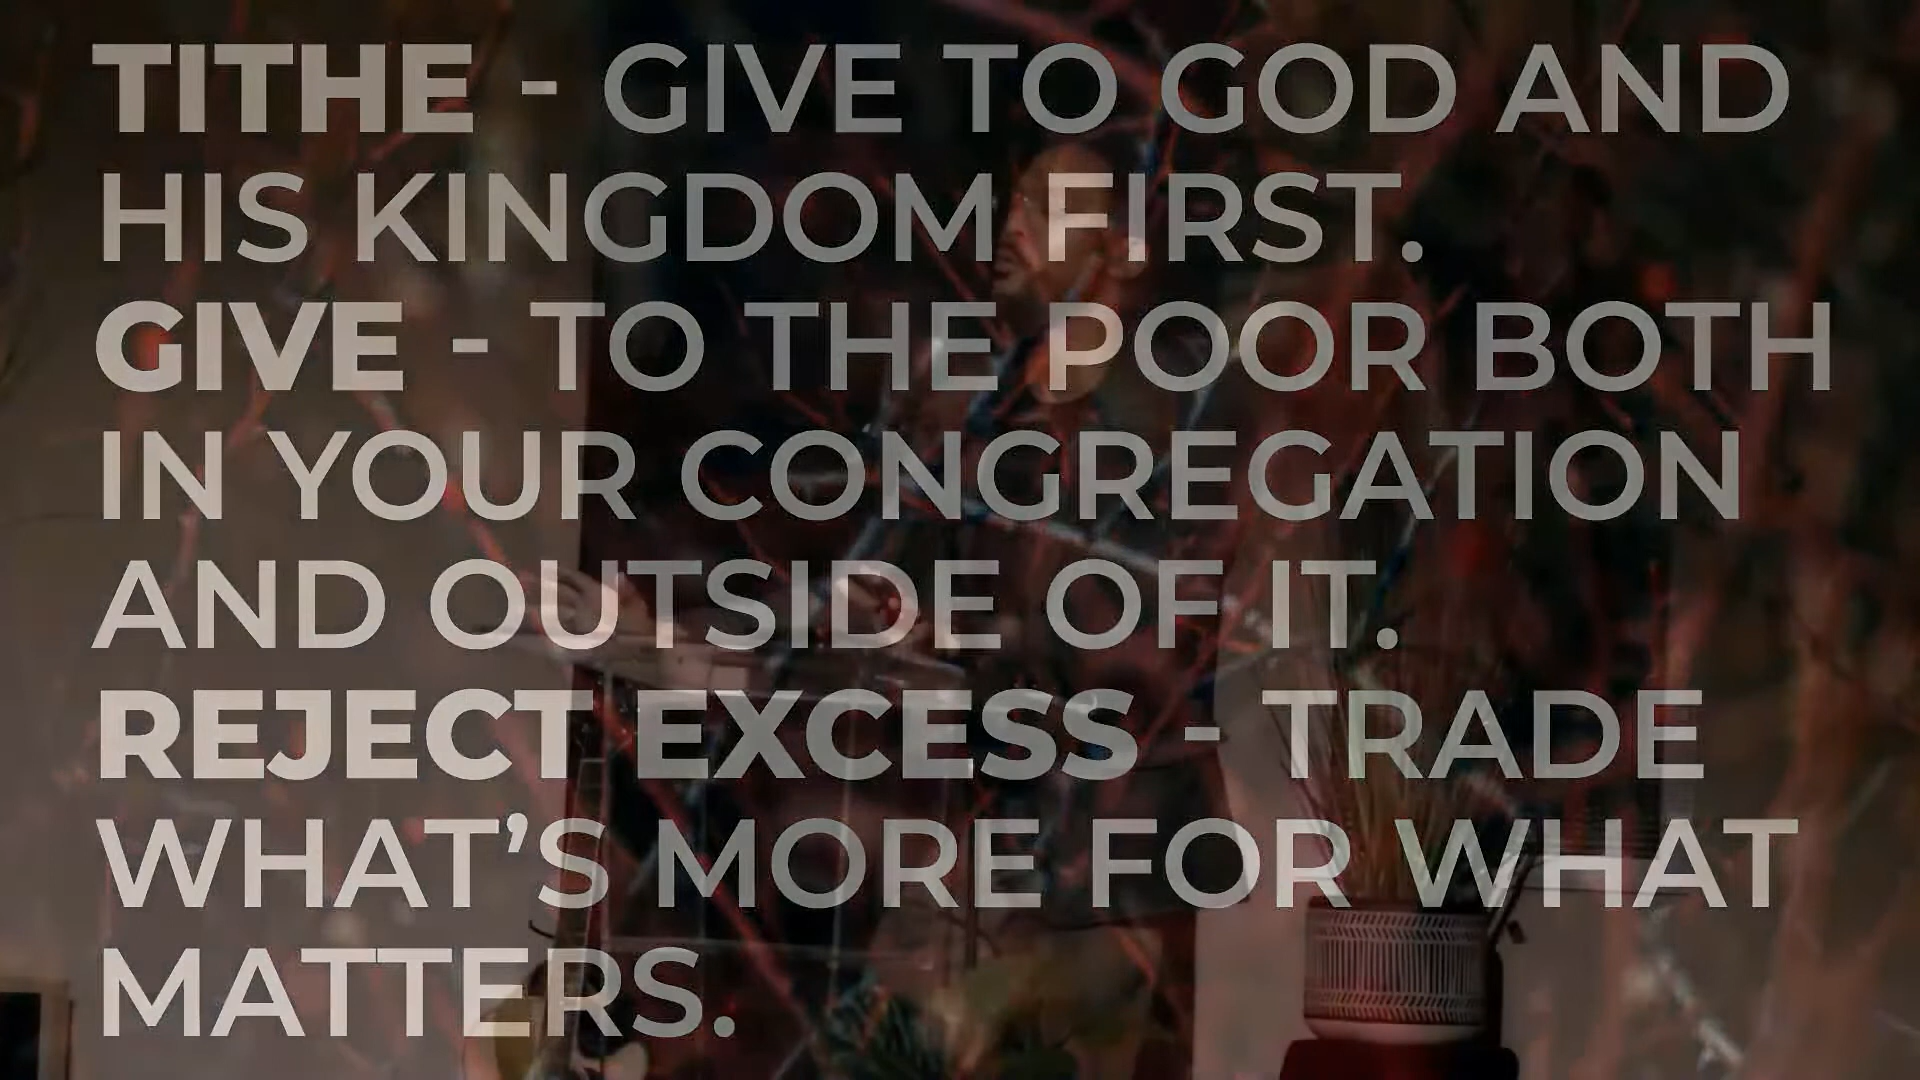 TITHE - GIVE TO GOD AND
HIS KINGDOM FIRST.
GIVE - TO THE POOR BOTH
IN YOUR CONGREGATION
AND OUTSIDE OF IT.
REJECT EXCESS - TRADE
WHAT’S MORE FOR WHAT
MATTERS.